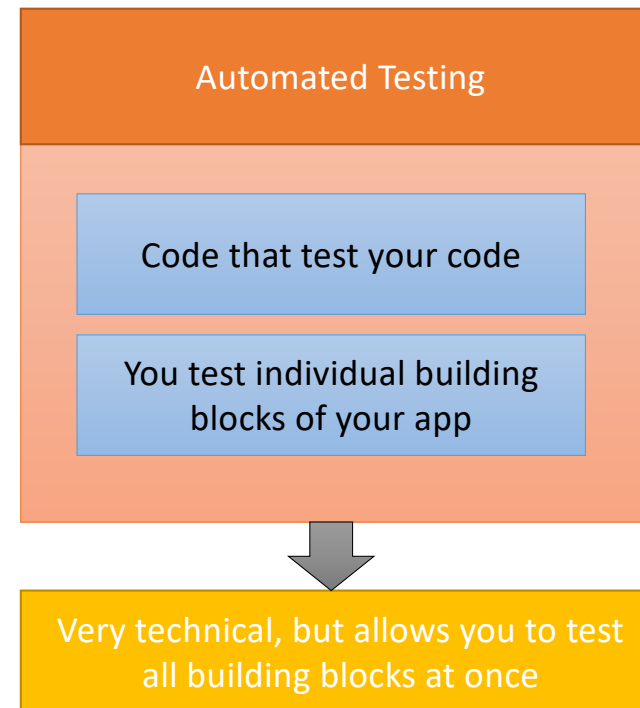 Automated Testing
Code that test your code
You test individual building
blocks of your app
Very technical, but allows you to test
all building blocks at once